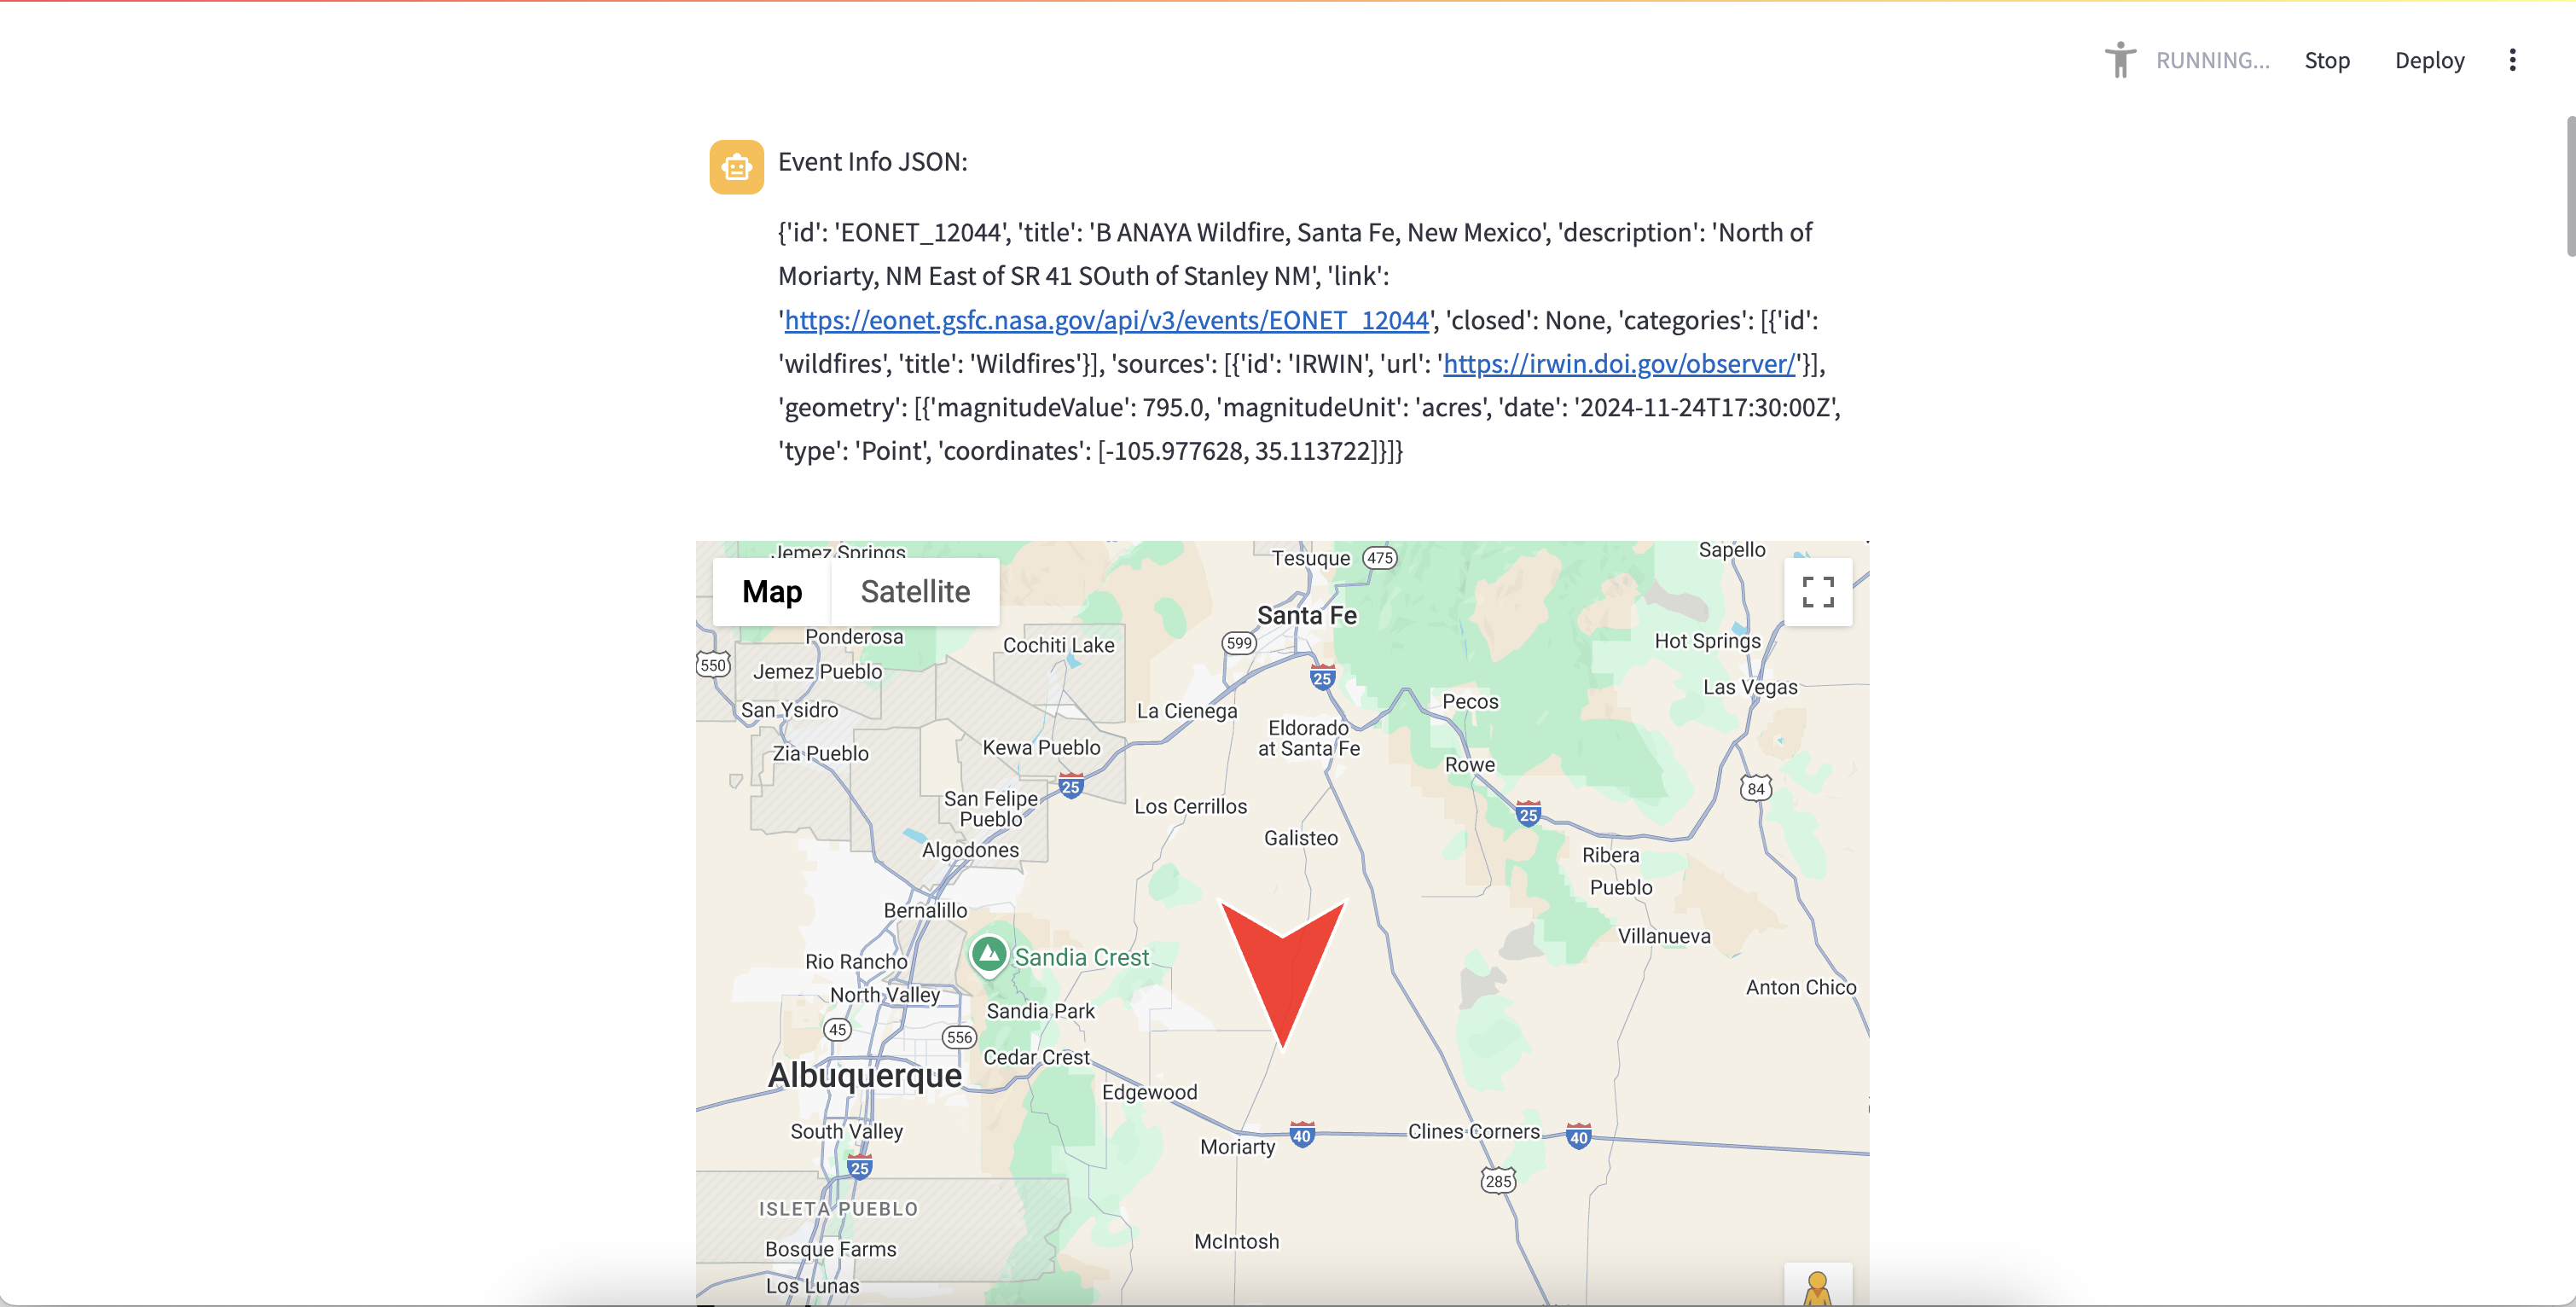 RUNNING... Stop Deploy
Event Info JSON:
{'id': 'EONET_12044', 'title': 'B ANAYA Wildfire, Santa Fe, New Mexico', 'description': 'North of
Moriarty, NM East of SR 41 SOuth of Stanley NM', 'link':
'https://eonet.gsfc.nasa.gov/api/v3/events/EONET_12044', 'closed': None, 'categories': [{'id':
'wildfires', 'title': 'Wildfires'}], 'sources': [{'id': 'IRWIN', 'url': 'https://irwin.doi.gov/observer/'}],
'geometry': [{'magnitudeValue': 795.0, 'magnitudeUnit': 'acres', 'date': '2024-11-24T17:30:00Z',
'type': 'Point', 'coordinates': [-105.977628, 35.113722]}]}
Jemez Springs
Tesuque
475
Sapello
Map
Satellite
Santa Fe
Ponderosa
Cochiti Lake
599
Hot Springs
550
Jemez Pueblo
25
Las Vegas
San Ysidro
La Cienega
Pecos
Eldorado
at Santa Fe
Zia Pueblo
Kewa Pueblo
Rowe
25
84
San Felipe
Pueblo
Los Cerrillos
25
Galisteo
Algodones
Ribera
Pueblo
Bernalillo
Villanueva
Rio Rancho
Sandia Crest
North Valley
Anton Chico
Sandia Park
45
556
Cedar Crest
Albuquerque
Edgewood
South Valley
Moriarty
40
Clines Corners
40
25
285
ISLETA PUEBLO
McIntosh
Bosque Farms
Los Lunas